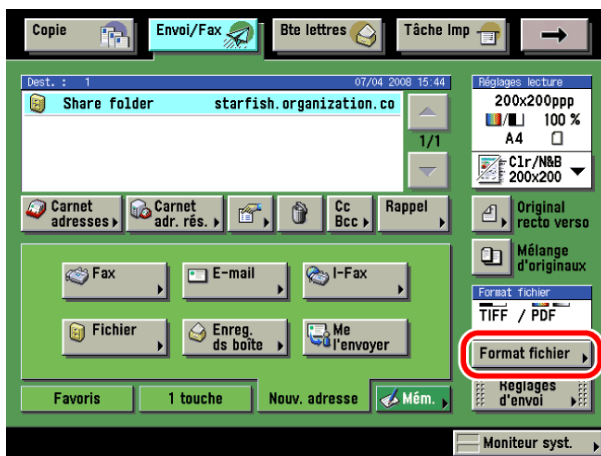 Copie
Envoi/Fax
Bte lettres
Tâche Imp
Dest. : 1
07/04 2008 15:44
Share folder starfish.organization.co
1/1
Réglages lecture
200x200ppp
100 %
A4
Clr/N&B
200x200
Carnet
adresses
Carnet
adr. rés.
Cc
Bcc
Rappel
Original
recto verso
Mélange
d'originaux
Fax
E-mail
I-Fax
Fichier
Enreg.
ds boîte
Me
l'envoyer
Format fichier
TIFF / PDF
Format fichier
Réglages
d'envoi
Favoris
1 touche
Nouv. adresse
Mém.
Moniteur syst.